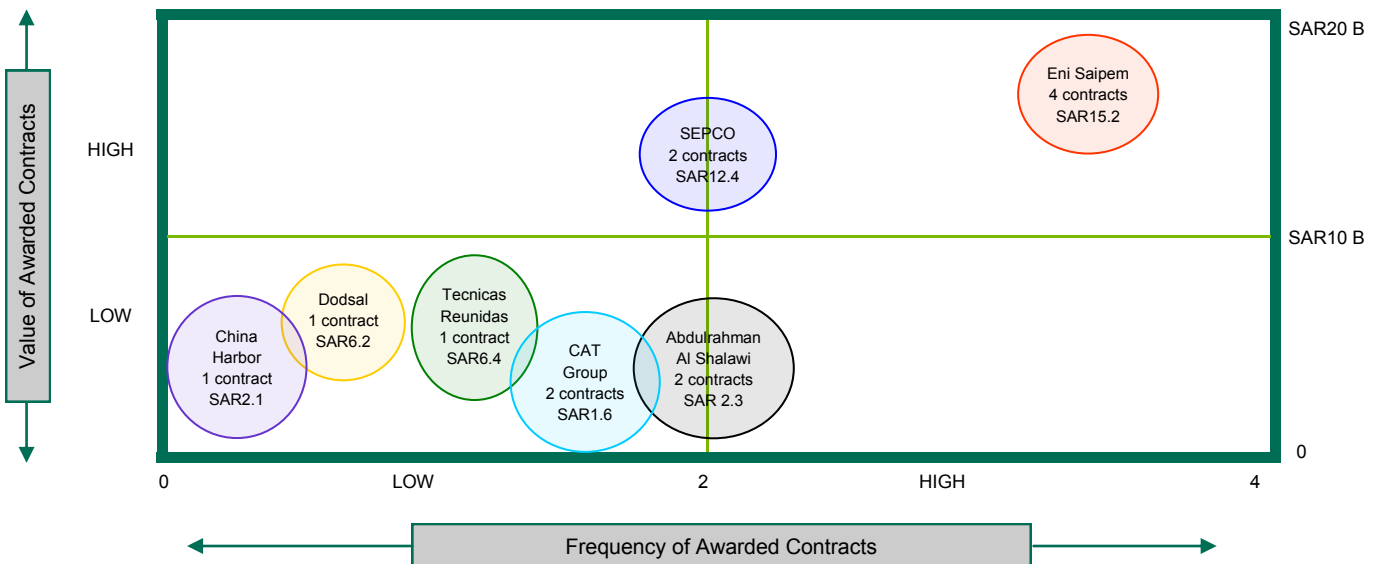 SAR20 B
Eni Saipem
4 contracts
SAR15.2
Value of Awarded Contracts
HIGH
SEPCO
2 contracts
SAR12.4
SAR10 B
LOW
Dodsal
1 contract
SAR6.2
Tecnicas
Reunidas
1 contract
SAR6.4
China
Harbor
1 contract
SAR2.1
CAT
Group
2 contracts
SAR1.6
Abdulrahman
Al Shalawi
2 contracts
SAR 2.3
0
0
LOW
2
HIGH
4
Frequency of Awarded Contracts